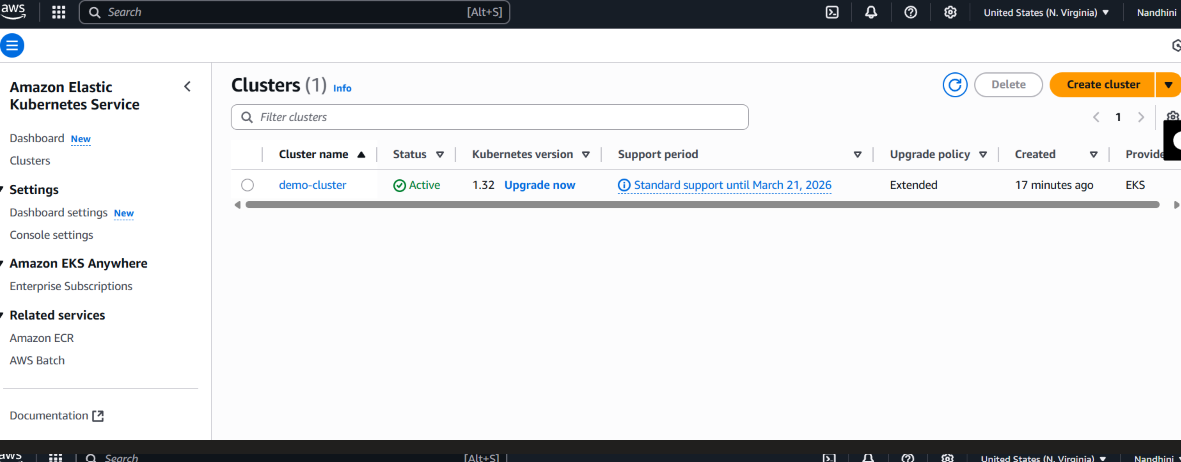 aws
Search [Alt+S]
United States (N. Virginia) ▼ Nandhini
Amazon Elastic
Kubernetes Service
Dashboard New
Clusters
Settings
Dashboard settings New
Console settings
Amazon EKS Anywhere
Enterprise Subscriptions
Related services
Amazon ECR
AWS Batch
Documentation
Clusters (1) Info
Delete Create cluster
Filter clusters
1
Cluster name Status Kubernetes version Support period Upgrade policy Created Provide
demo-cluster Active 1.32 Upgrade now Standard support until March 21, 2026 Extended 17 minutes ago EKS
aws Search [Alt+S] United States (N. Virginia) ▼ Nandhini